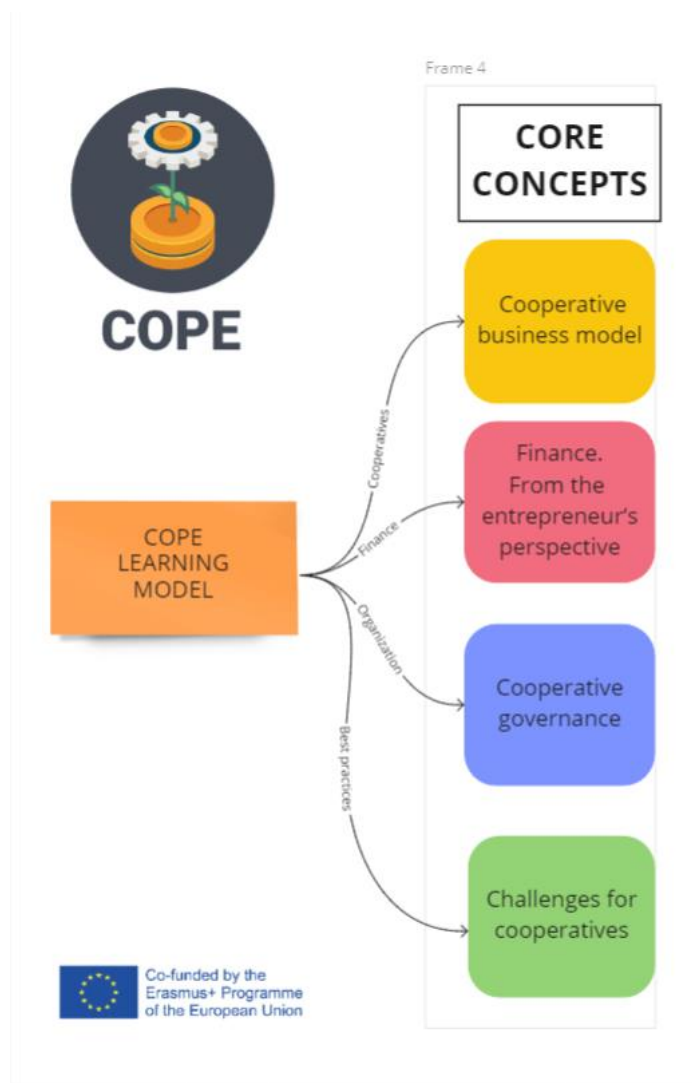 Frame 4
CORE
CONCEPTS
COPE
Cooperative
business model
Cooperatives
Finance.
From the
entrepreneur's
perspective
Finance
COPE
LEARNING
MODEL
Organization
Cooperative
governance
Best practices
Challenges for
cooperatives
Co-funded by the
Erasmus+ Programme
of the European Union